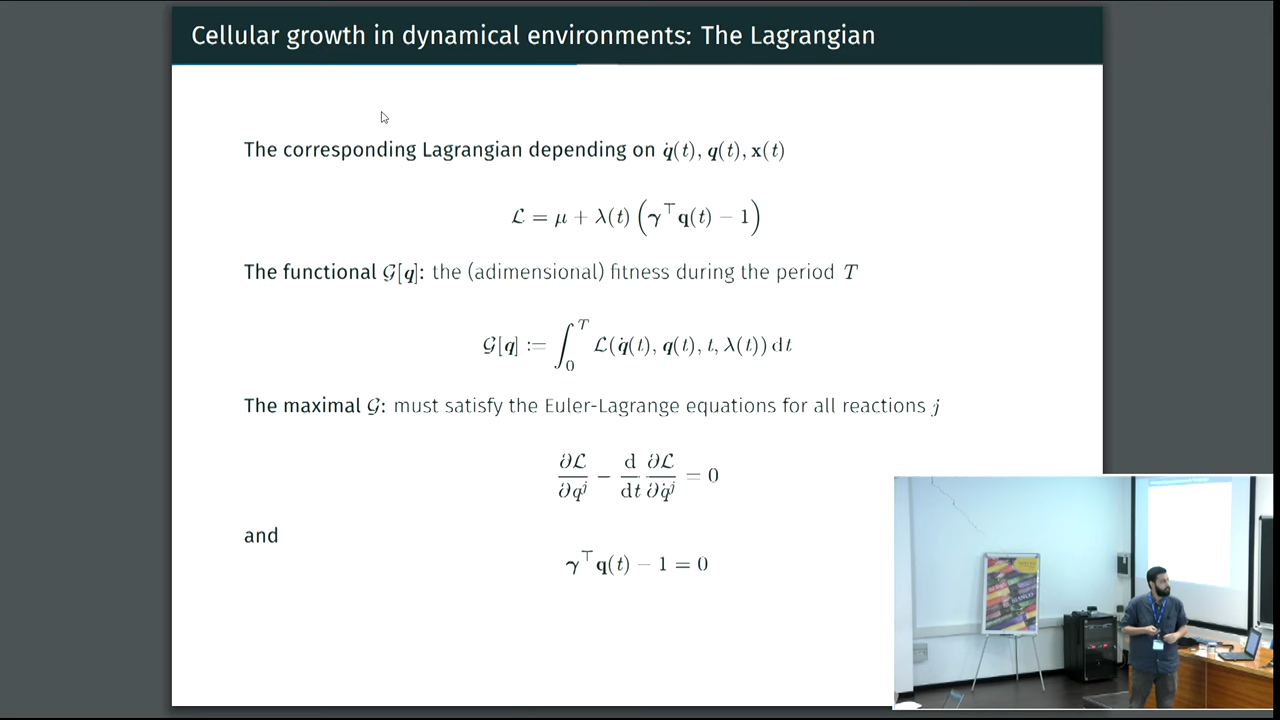 Cellular growth in dynamical environments: The Lagrangian
The corresponding Lagrangian depending on q̇(t), q(t), x(t)
ℒ = μ + λ(t) (γ⊤q(t) − 1)
The functional 𝒢[q]: the (adimensional) fitness during the period T
𝒢[q] := ∫₀ᵀ ℒ(q̇(t), q(t), t, λ(t)) dt
The maximal 𝒢: must satisfy the Euler-Lagrange equations for all reactions j
∂ℒ/∂qʲ − d/dt ∂ℒ/∂q̇ʲ = 0
and
γ⊤q(t) − 1 = 0